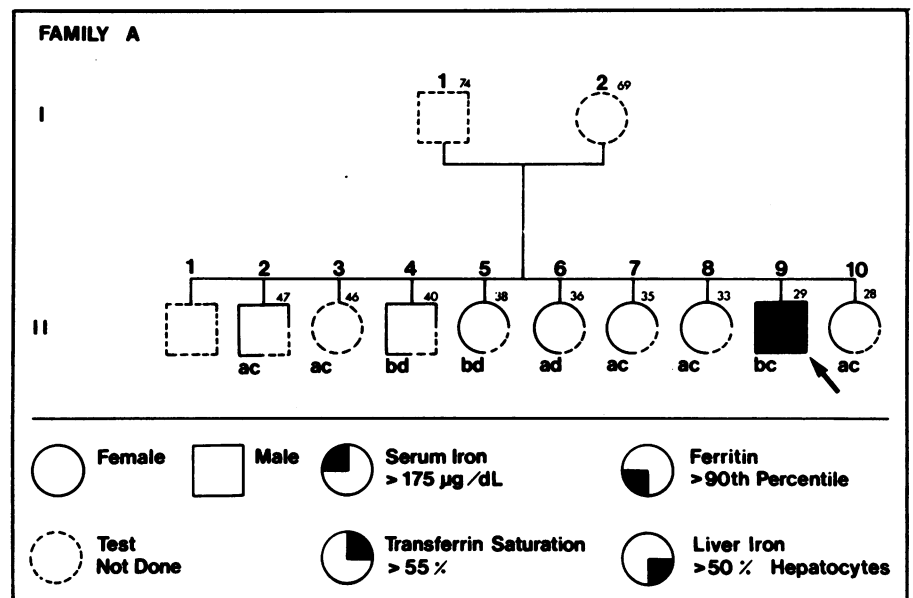 FAMILY A
1 74 2 69
I
1 2 3 4 5 6 7 8 9 10
47 46 40 38 36 35 33 29 28
II
ac ac bd bd ad ac ac bc ac
Female Male Serum Iron Ferritin
> 175 µg/dL >90th Percentile
Test Transferrin Saturation Liver Iron
Not Done > 55 % >50 % Hepatocytes